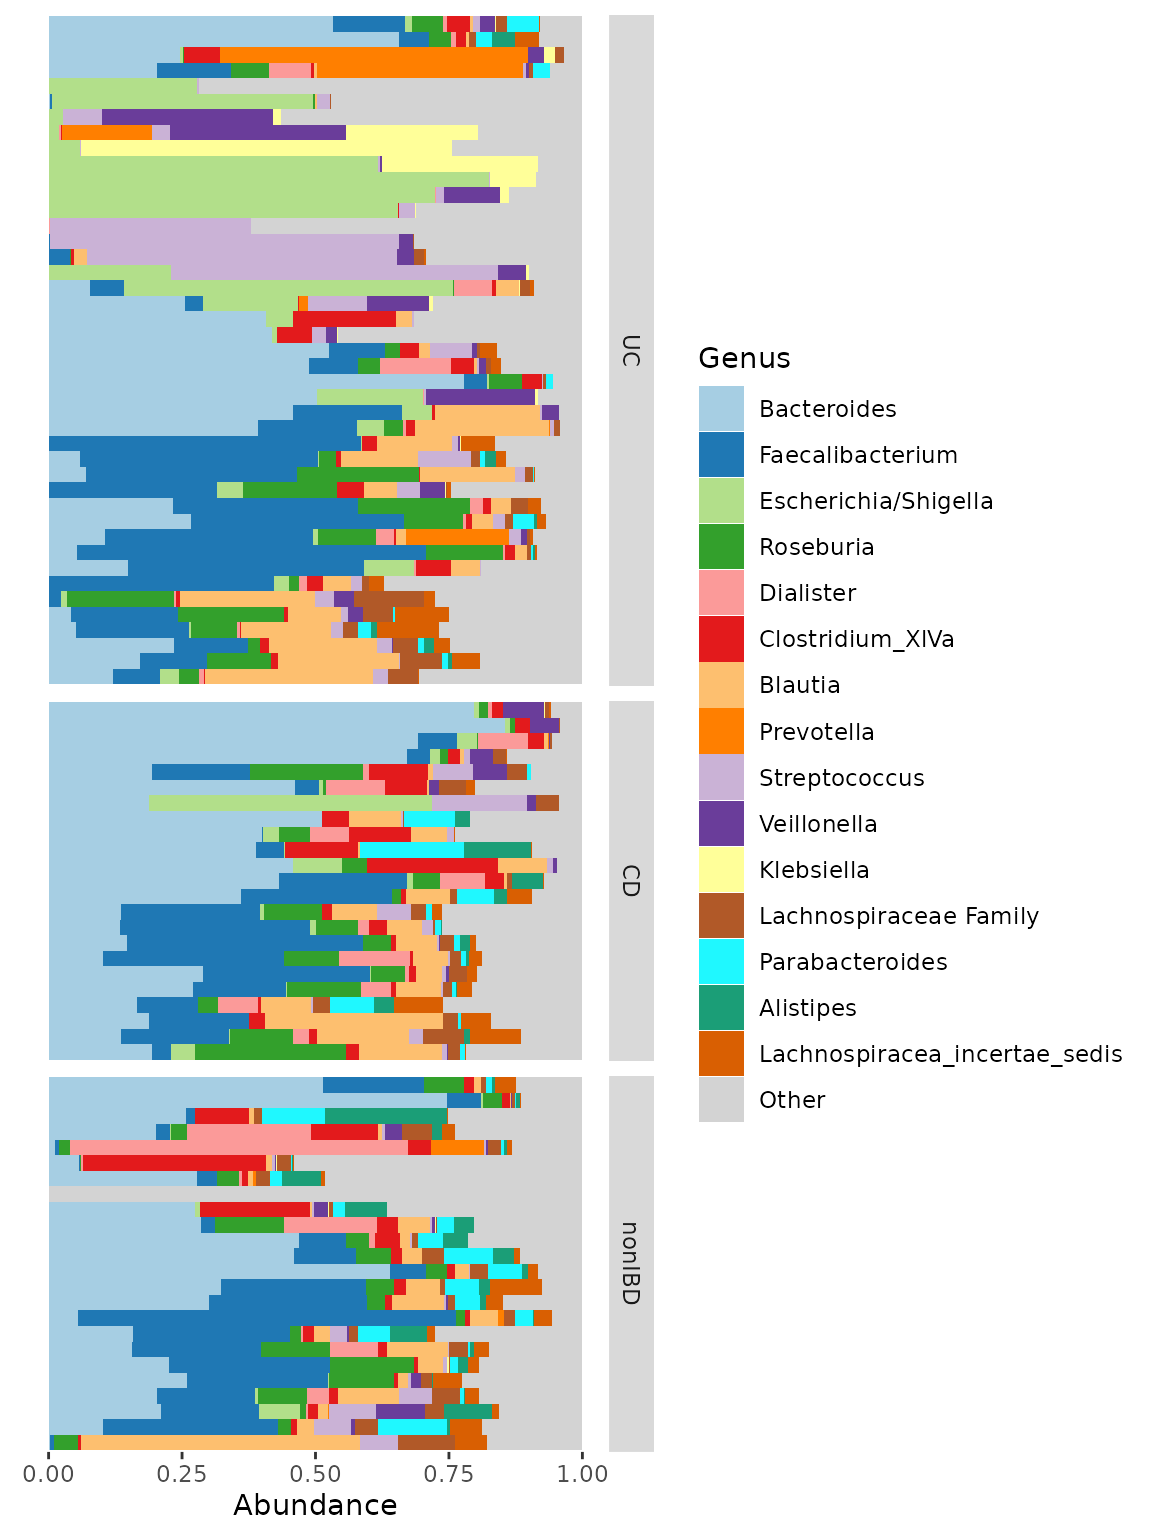 UC
CD
nonIBD
Genus
Bacteroides
Faecalibacterium
Escherichia/Shigella
Roseburia
Dialister
Clostridium_XIVa
Blautia
Prevotella
Streptococcus
Veillonella
Klebsiella
Lachnospiraceae Family
Parabacteroides
Alistipes
Lachnospiracea_incertae_sedis
Other
0.00 0.25 0.50 0.75 1.00
Abundance